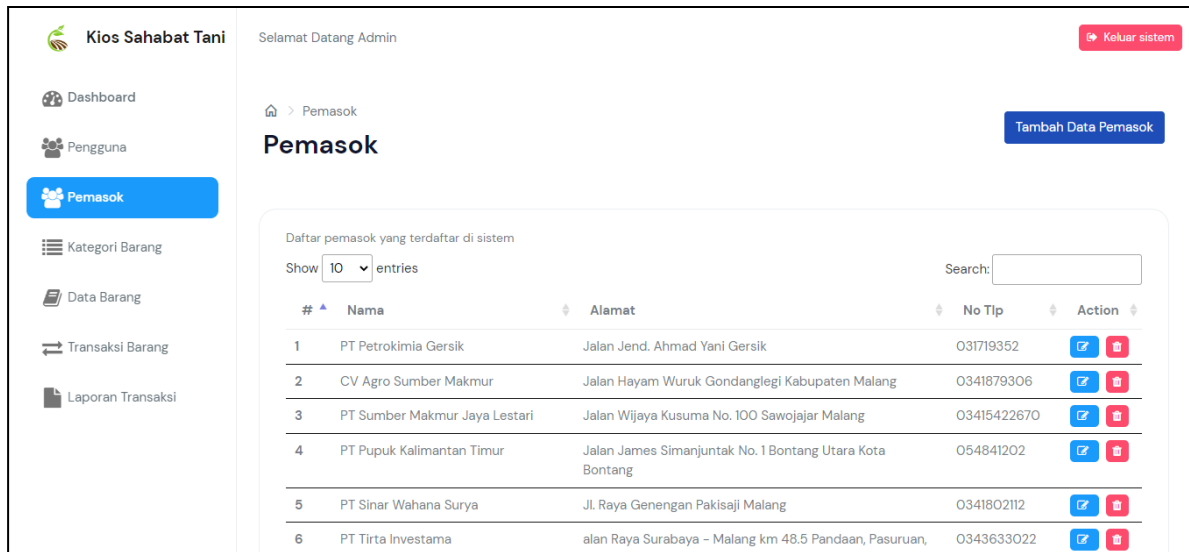 Kios Sahabat Tani
Selamat Datang Admin
Keluar sistem
Dashboard
Pengguna
Pemasok
Kategori Barang
Data Barang
Transaksi Barang
Laporan Transaksi
> Pemasok
Pemasok
Tambah Data Pemasok
Daftar pemasok yang terdaftar di sistem
Show 10 entries
Search:
# Nama Alamat No Tlp Action
1 PT Petrokimia Gersik Jalan Jend. Ahmad Yani Gersik 031719352
2 CV Agro Sumber Makmur Jalan Hayam Wuruk Gondanglegi Kabupaten Malang 0341879306
3 PT Sumber Makmur Jaya Lestari Jalan Wijaya Kusuma No. 100 Sawojajar Malang 03415422670
4 PT Pupuk Kalimantan Timur Jalan James Simanjuntak No. 1 Bontang Utara Kota 054841202
Bontang
5 PT Sinar Wahana Surya Jl. Raya Genengan Pakisaji Malang 0341802112
6 PT Tirta Investama alan Raya Surabaya - Malang km 48.5 Pandaan, Pasuruan, 0343633022